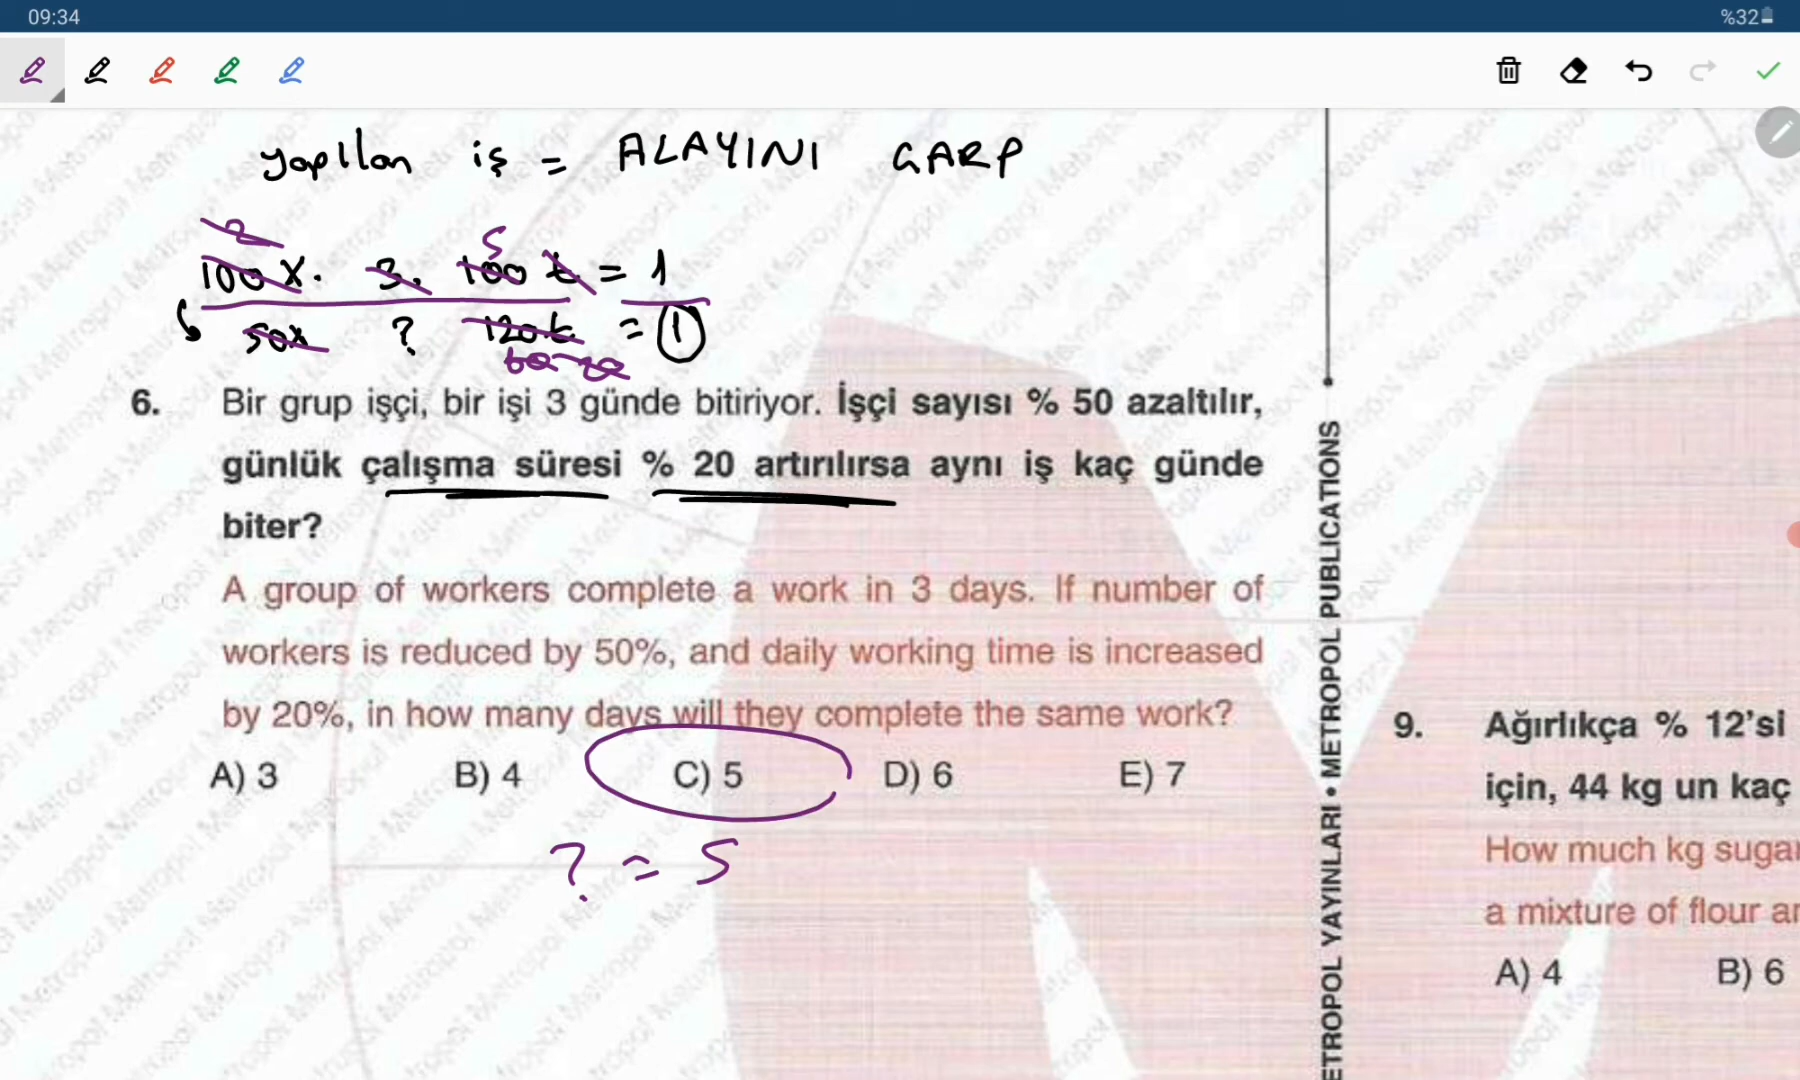 09:34
%32
yapılan iş = ALAYINI ÇARP
2 5
100x. 3. 100 t = 1
50x ? 120t = 1
6. Bir grup işçi, bir işi 3 günde bitiriyor. İşçi sayısı % 50 azaltılır,
günlük çalışma süresi % 20 artırılırsa aynı iş kaç günde
biter?
A group of workers complete a work in 3 days. If number of
workers is reduced by 50%, and daily working time is increased
by 20%, in how many days will they complete the same work?
A) 3 B) 4 C) 5 D) 6 E) 7
? = 5
ETROPOL YAYINLARI • METROPOL PUBLICATIONS
9. Ağırlıkça % 12'si
için, 44 kg un kaç
How much kg sugar
a mixture of flour an
A) 4 B) 6